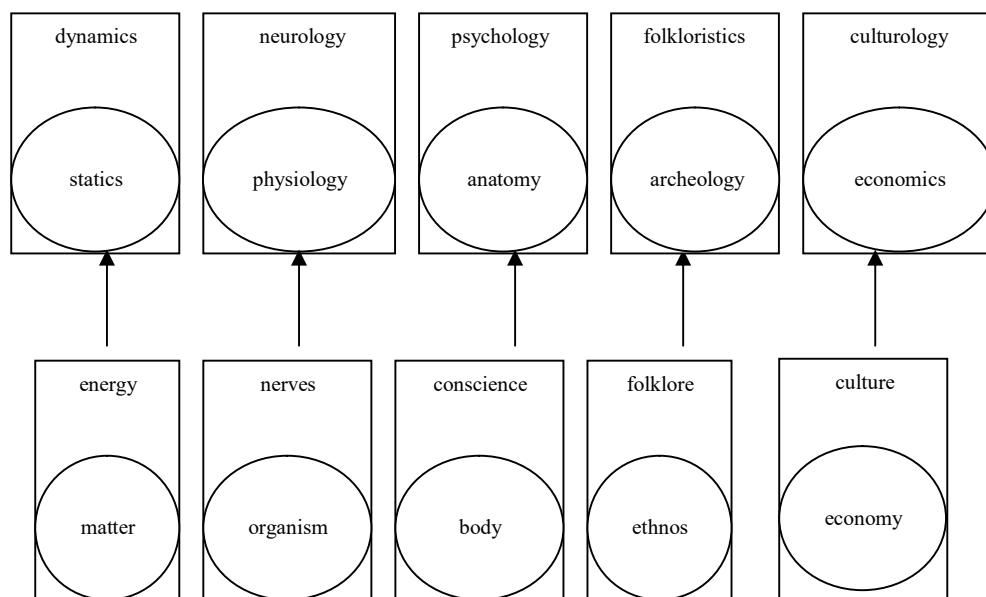 dynamics
neurology
psychology
folkloristics
culturology
statics
physiology
anatomy
archeology
economics
energy
nerves
conscience
folklore
culture
matter
organism
body
ethnos
economy